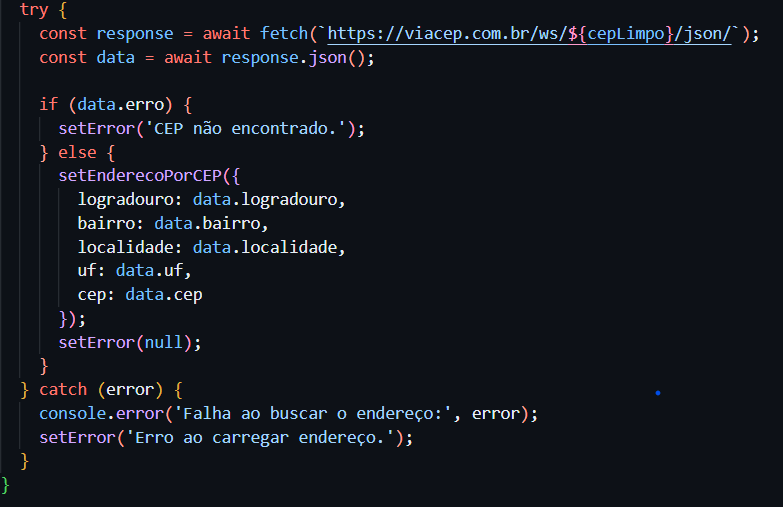 try {
const response = await fetch(`https://viacep.com.br/ws/${cepLimpo}/json/`);
const data = await response.json();
if (data.erro) {
setError('CEP não encontrado.');
} else {
setEnderecoPorCEP({
logradouro: data.logradouro,
bairro: data.bairro,
localidade: data.localidade,
uf: data.uf,
cep: data.cep
});
setError(null);
}
} catch (error) {
console.error('Falha ao buscar o endereço:', error);
setError('Erro ao carregar endereço.');
}
}